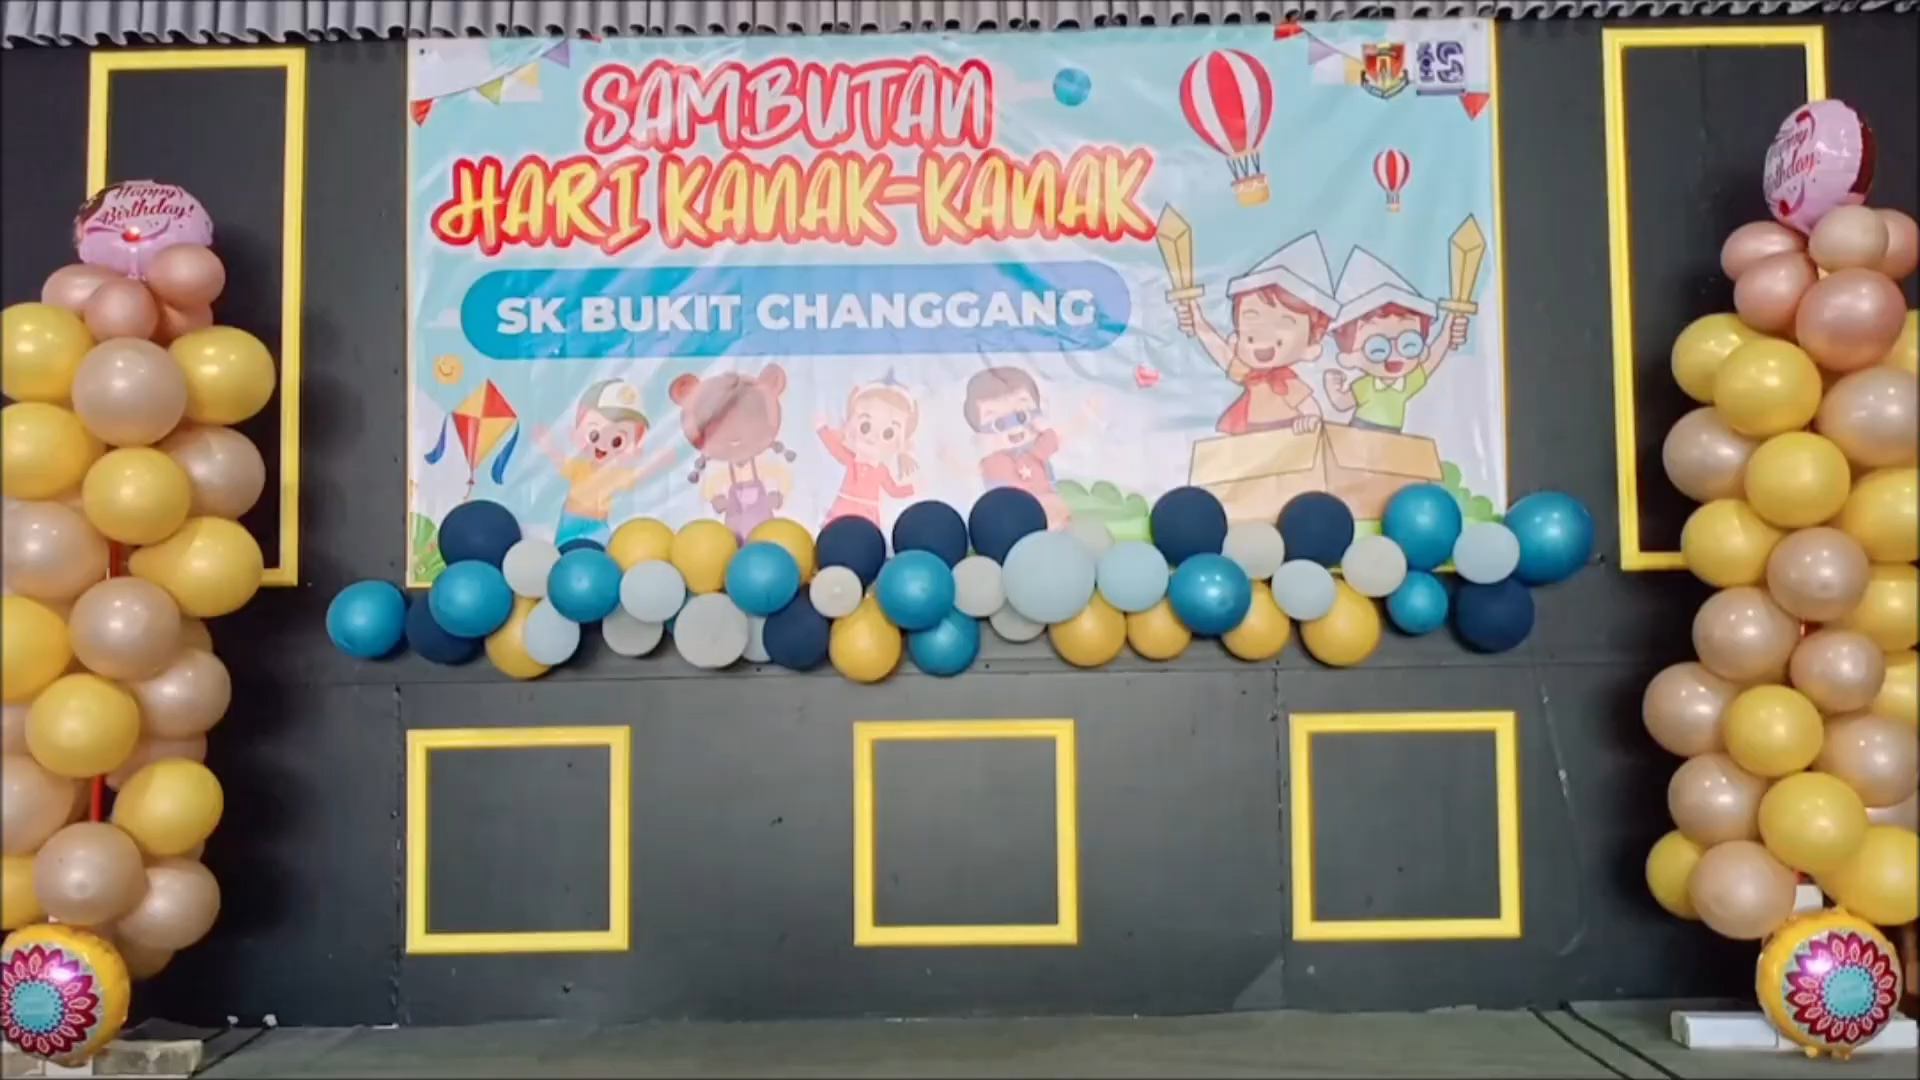 SAMBUTAN
HARI KANAK-KANAK
SK BUKIT CHANGGANG
Happy
Birthday!
Happy
Birthday!